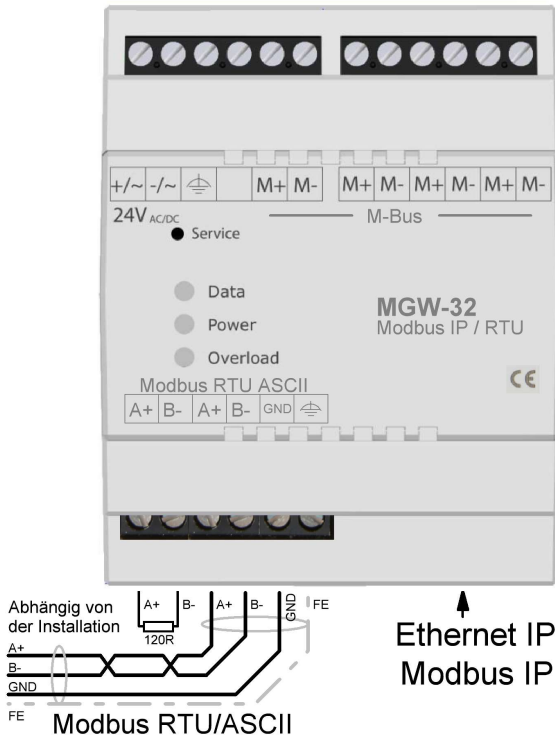 +/~ -/~ M+ M- M+ M- M+ M- M+ M-
24V AC/DC M-Bus
Service
Data
Power
Overload
MGW-32
Modbus IP / RTU
CE
Modbus RTU ASCII
A+ B- A+ B- GND
Abhängig von
der Installation
A+ B- A+ B- GND FE
120R
A+
B-
GND
FE
Modbus RTU/ASCII
Ethernet IP
Modbus IP